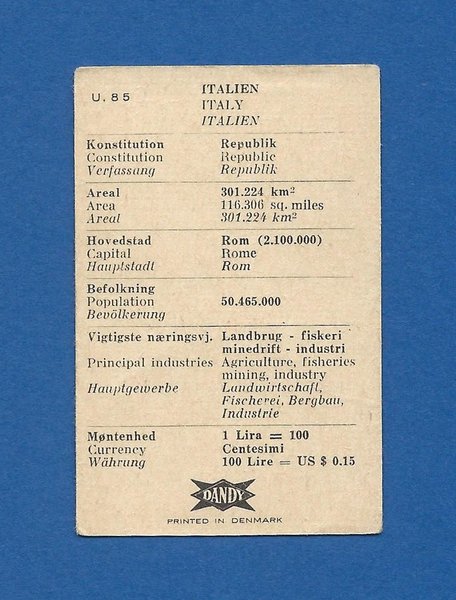 U. 85
ITALIEN
ITALY
ITALIEN
Konstitution Republik
Constitution Republic
Verfassung Republik
Areal 301.224 km²
Area 116.306 sq. miles
Areal 301.224 km²
Hovedstad Rom (2.100.000)
Capital Rome
Hauptstadt Rom
Befolkning
Population 50.465.000
Bevölkerung
Vigtigste næringsvj. Landbrug - fiskeri
minedrift - industri
Principal industries Agriculture, fisheries
mining, industry
Hauptgewerbe Landwirtschaft,
Fischerei, Bergbau,
Industrie
Møntenhed 1 Lira = 100
Currency Centesimi
Währung 100 Lire = US $ 0.15
DANDY
PRINTED IN DENMARK